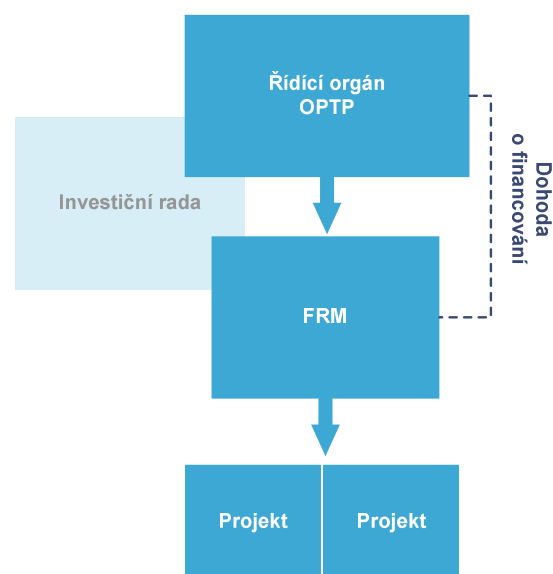 Řídící orgán
OPTP
Investiční rada
Dohoda
o financování
FRM
Projekt
Projekt